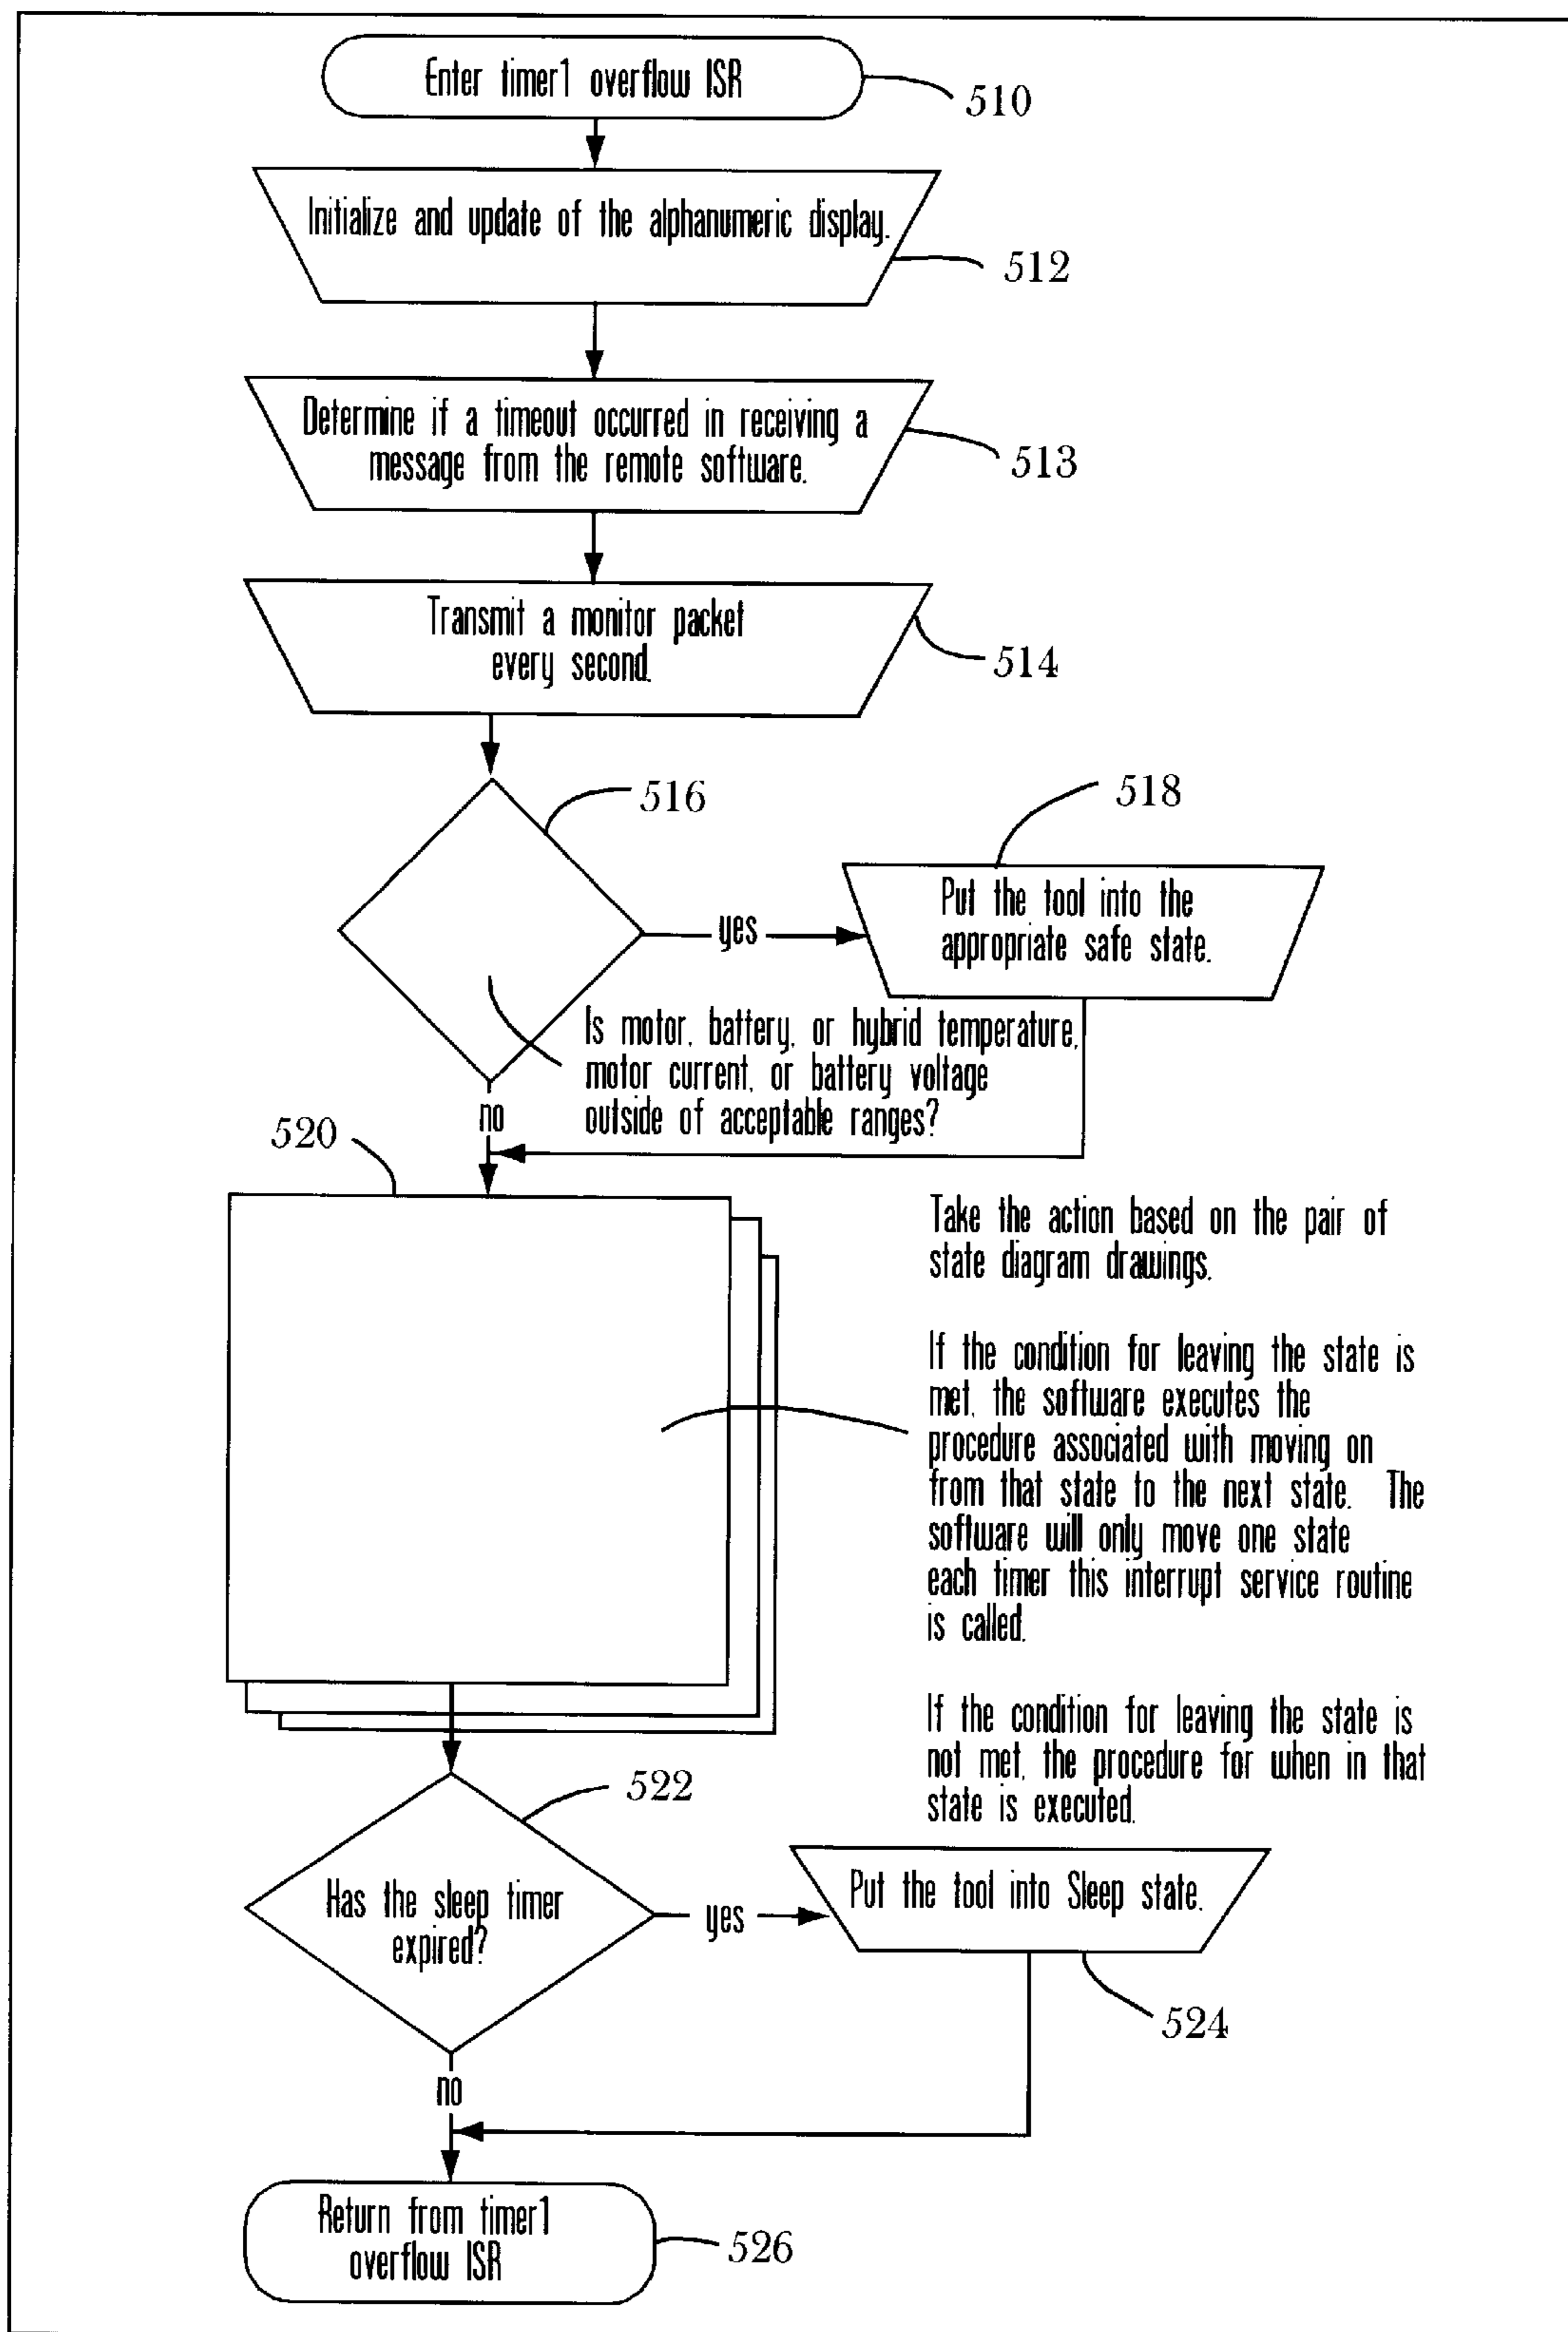 Enter timer1 overflow ISR
510
Initialize and update of the alphanumeric display.
512
Determine if a timeout occurred in receiving a
message from the remote software.
513
Transmit a monitor packet
every second.
514
516
518
Put the tool into the
appropriate safe state.
yes
Is motor, battery, or hybrid temperature,
motor current, or battery voltage
outside of acceptable ranges?
no
520
Take the action based on the pair of
state diagram drawings.
If the condition for leaving the state is
met, the software executes the
procedure associated with moving on
from that state to the next state. The
software will only move one state
each timer this interrupt service routine
is called.
If the condition for leaving the state is
not met, the procedure for when in that
state is executed.
522
Has the sleep timer
expired?
yes
Put the tool into Sleep state.
524
no
Return from timer1
overflow ISR
526